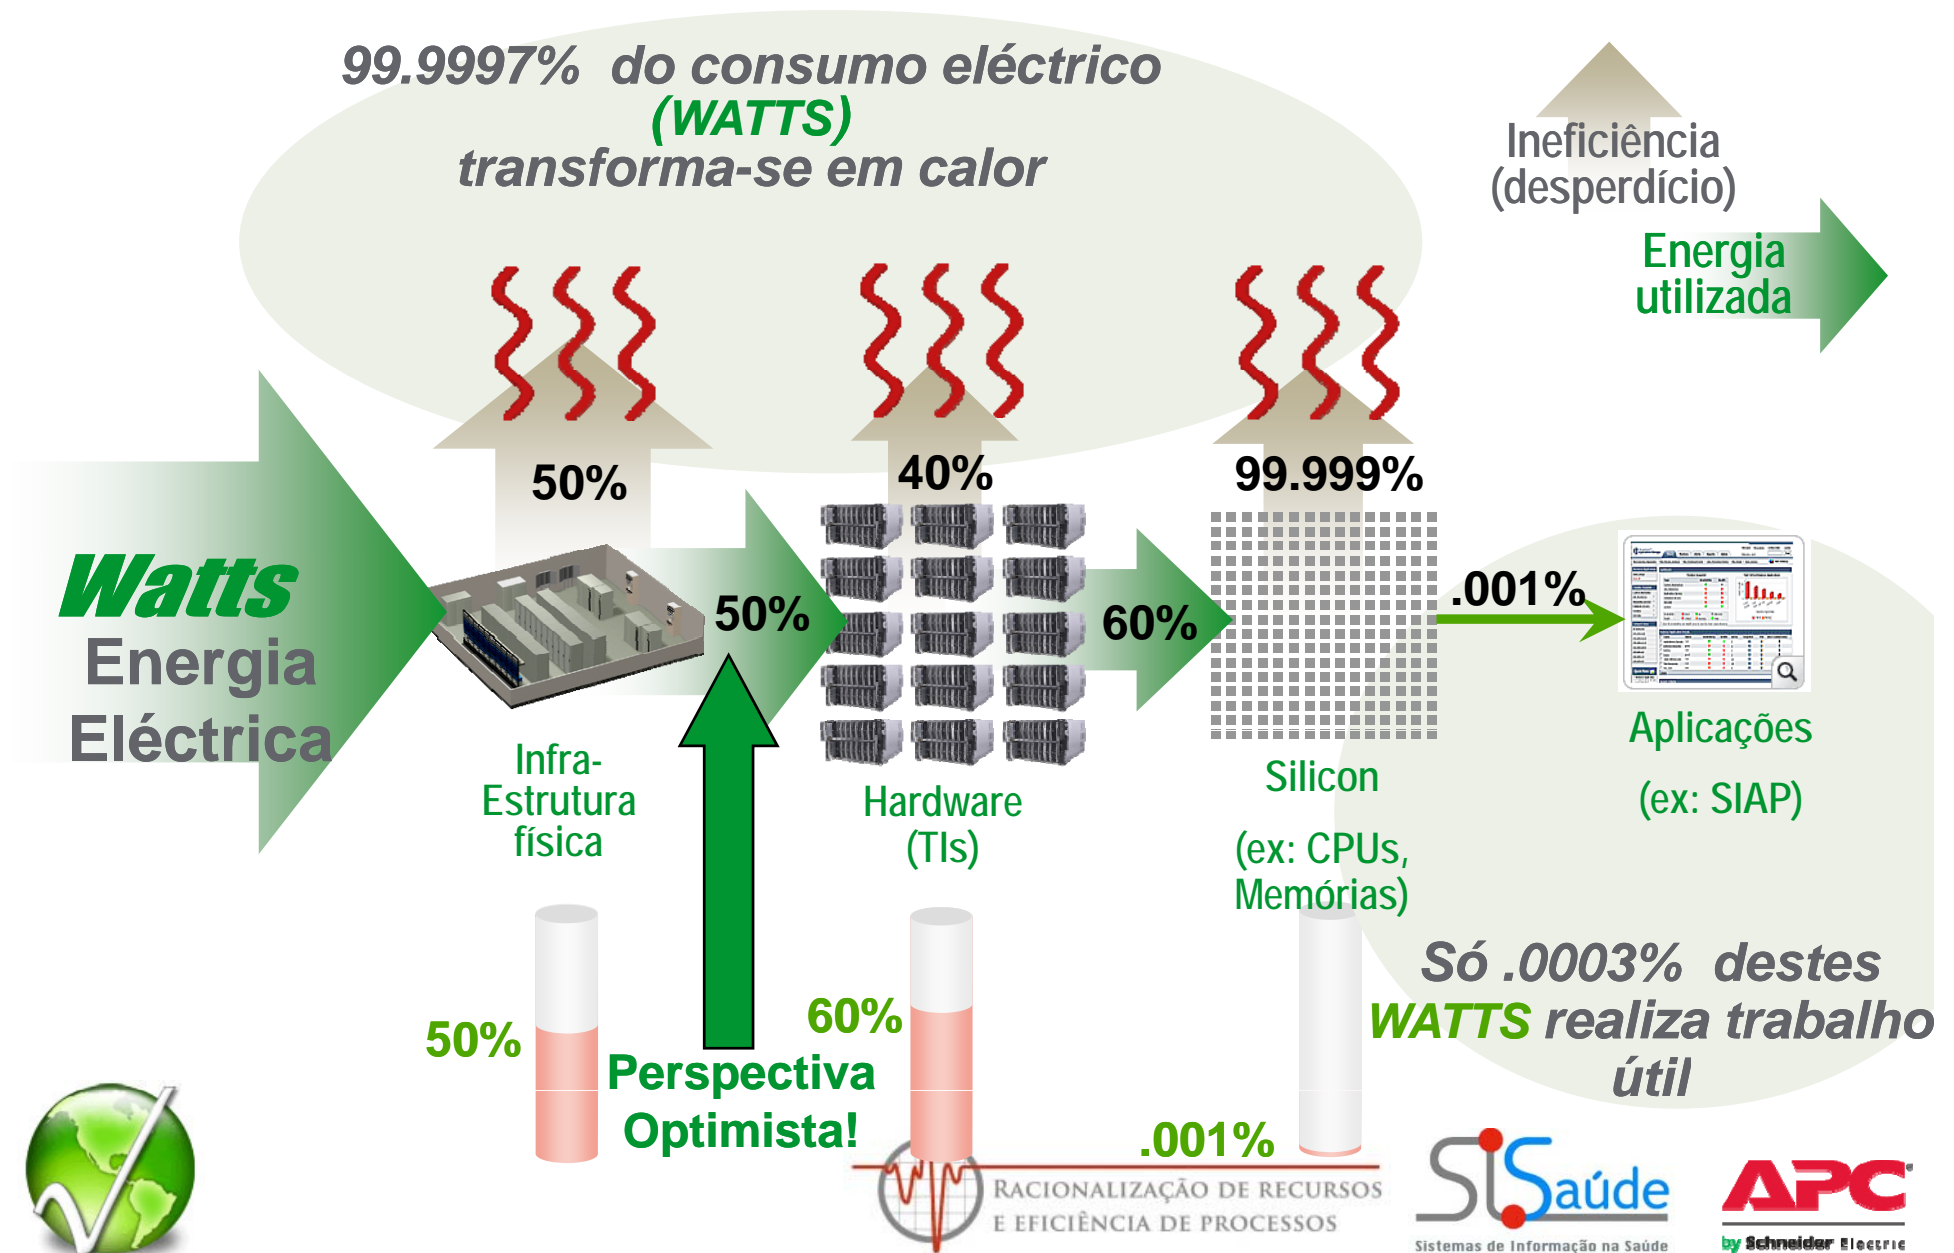 99.9997% do consumo eléctrico
(WATTS)
transforma-se em calor
Ineficiência
(desperdício)
Energia
utilizada
50%
40%
99.999%
Watts
Energia
Eléctrica
50%
60%
.001%
Infra-
Estrutura
física
Hardware
(TIs)
Silicon
(ex: CPUs,
Memórias)
Aplicações
(ex: SIAP)
50%
60%
.001%
Perspectiva
Optimista!
Só .0003% destes
WATTS realiza trabalho
útil
RACIONALIZAÇÃO DE RECURSOS
E EFICIÊNCIA DE PROCESSOS
SiSaúde
Sistemas de Informação na Saúde
APC
by Schneider Electric